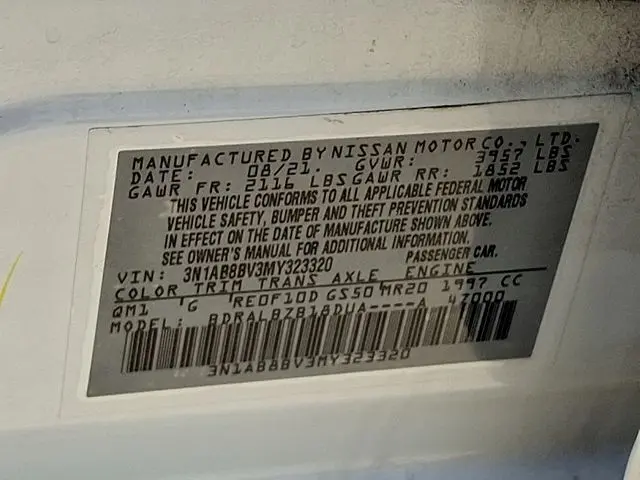 MANUFACTURED BY NISSAN MOTOR CO., LTD.
DATE: 08/21. GVWR: 3957 LBS
GAWR FR: 2116 LBS GAWR RR: 1852 LBS
THIS VEHICLE CONFORMS TO ALL APPLICABLE FEDERAL MOTOR
VEHICLE SAFETY, BUMPER AND THEFT PREVENTION STANDARDS
IN EFFECT ON THE DATE OF MANUFACTURE SHOWN ABOVE.
SEE OWNER'S MANUAL FOR ADDITIONAL INFORMATION.
VIN: 3N1AB8BV3MY323320 PASSENGER CAR.
COLOR TRIM TRANS AXLE ENGINE
QM1 G RE0F10D GS50 MR20 1997 CC
MODEL: BDRALBZB18DUA----A 47000
3N1AB8BV3MY323320